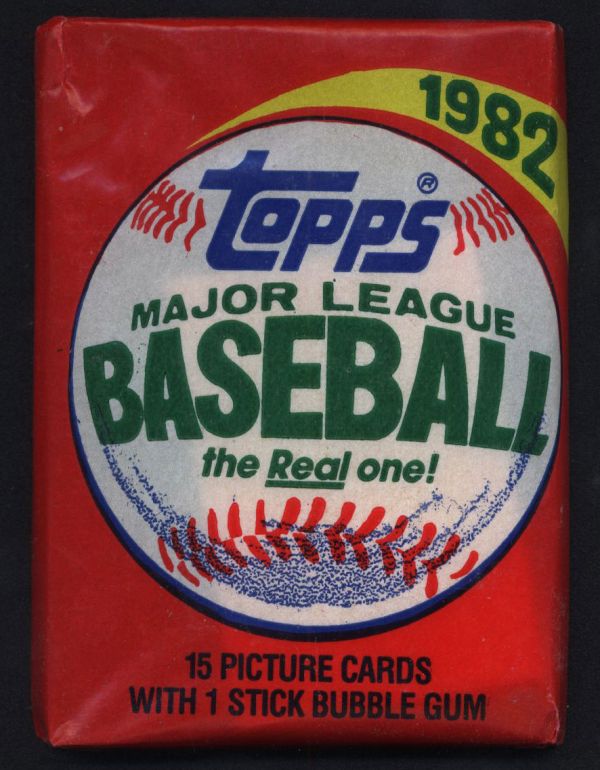 1982
Topps®
MAJOR LEAGUE
BASEBALL
the Real one!
15 PICTURE CARDS
WITH 1 STICK BUBBLE GUM